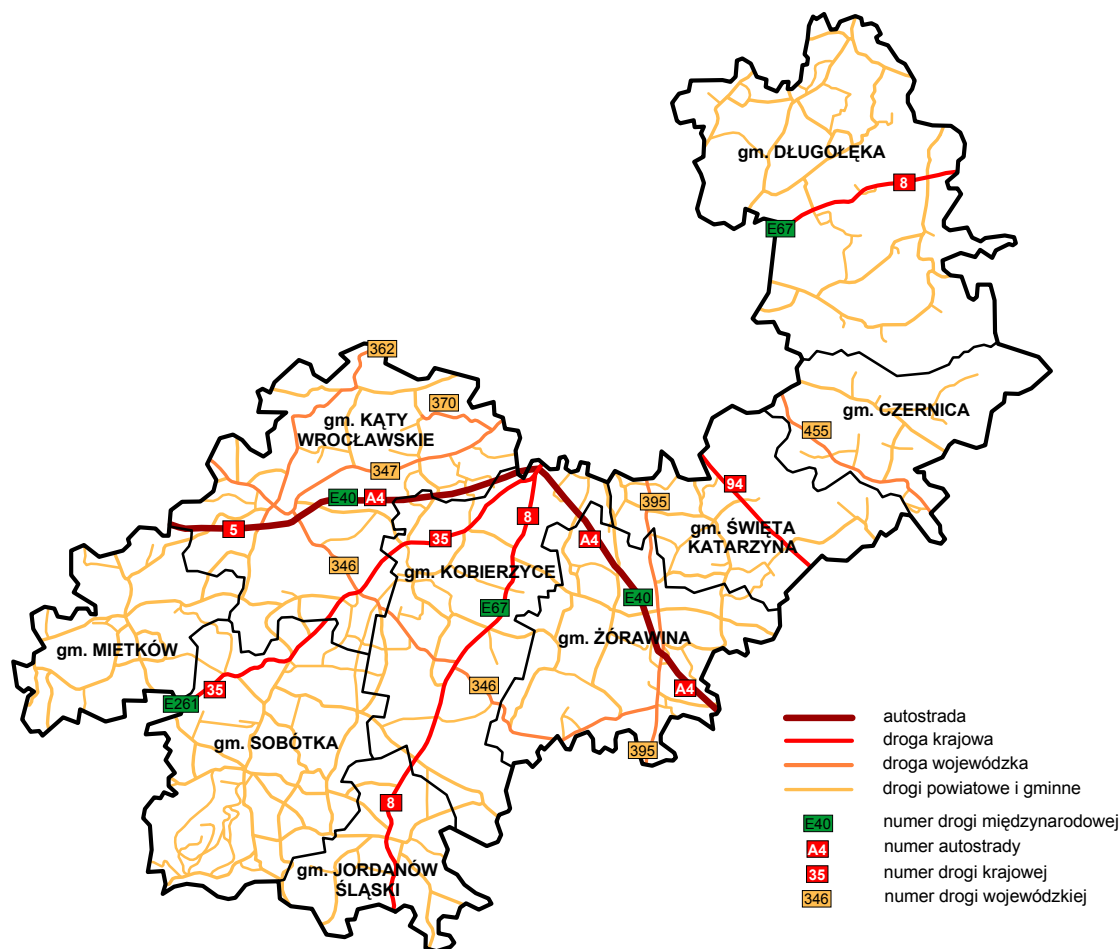 gm. DŁUGOŁĘKA
8
E67
362
gm. CZERNICA
370
gm. KĄTY
WROCŁAWSKIE
455
347
94
E40
A4
395
8
5
gm. ŚWIĘTA
KATARZYNA
35
A4
346
gm. KOBIERZYCE
E67
E40
gm. ŻÓRAWINA
gm. MIETKÓW
35
346
A4
E261
gm. SOBÓTKA
395
8
gm. JORDANÓW
ŚLĄSKI
autostrada
droga krajowa
droga wojewódzka
drogi powiatowe i gminne
E40 numer drogi międzynarodowej
A4 numer autostrady
35 numer drogi krajowej
346 numer drogi wojewódzkiej